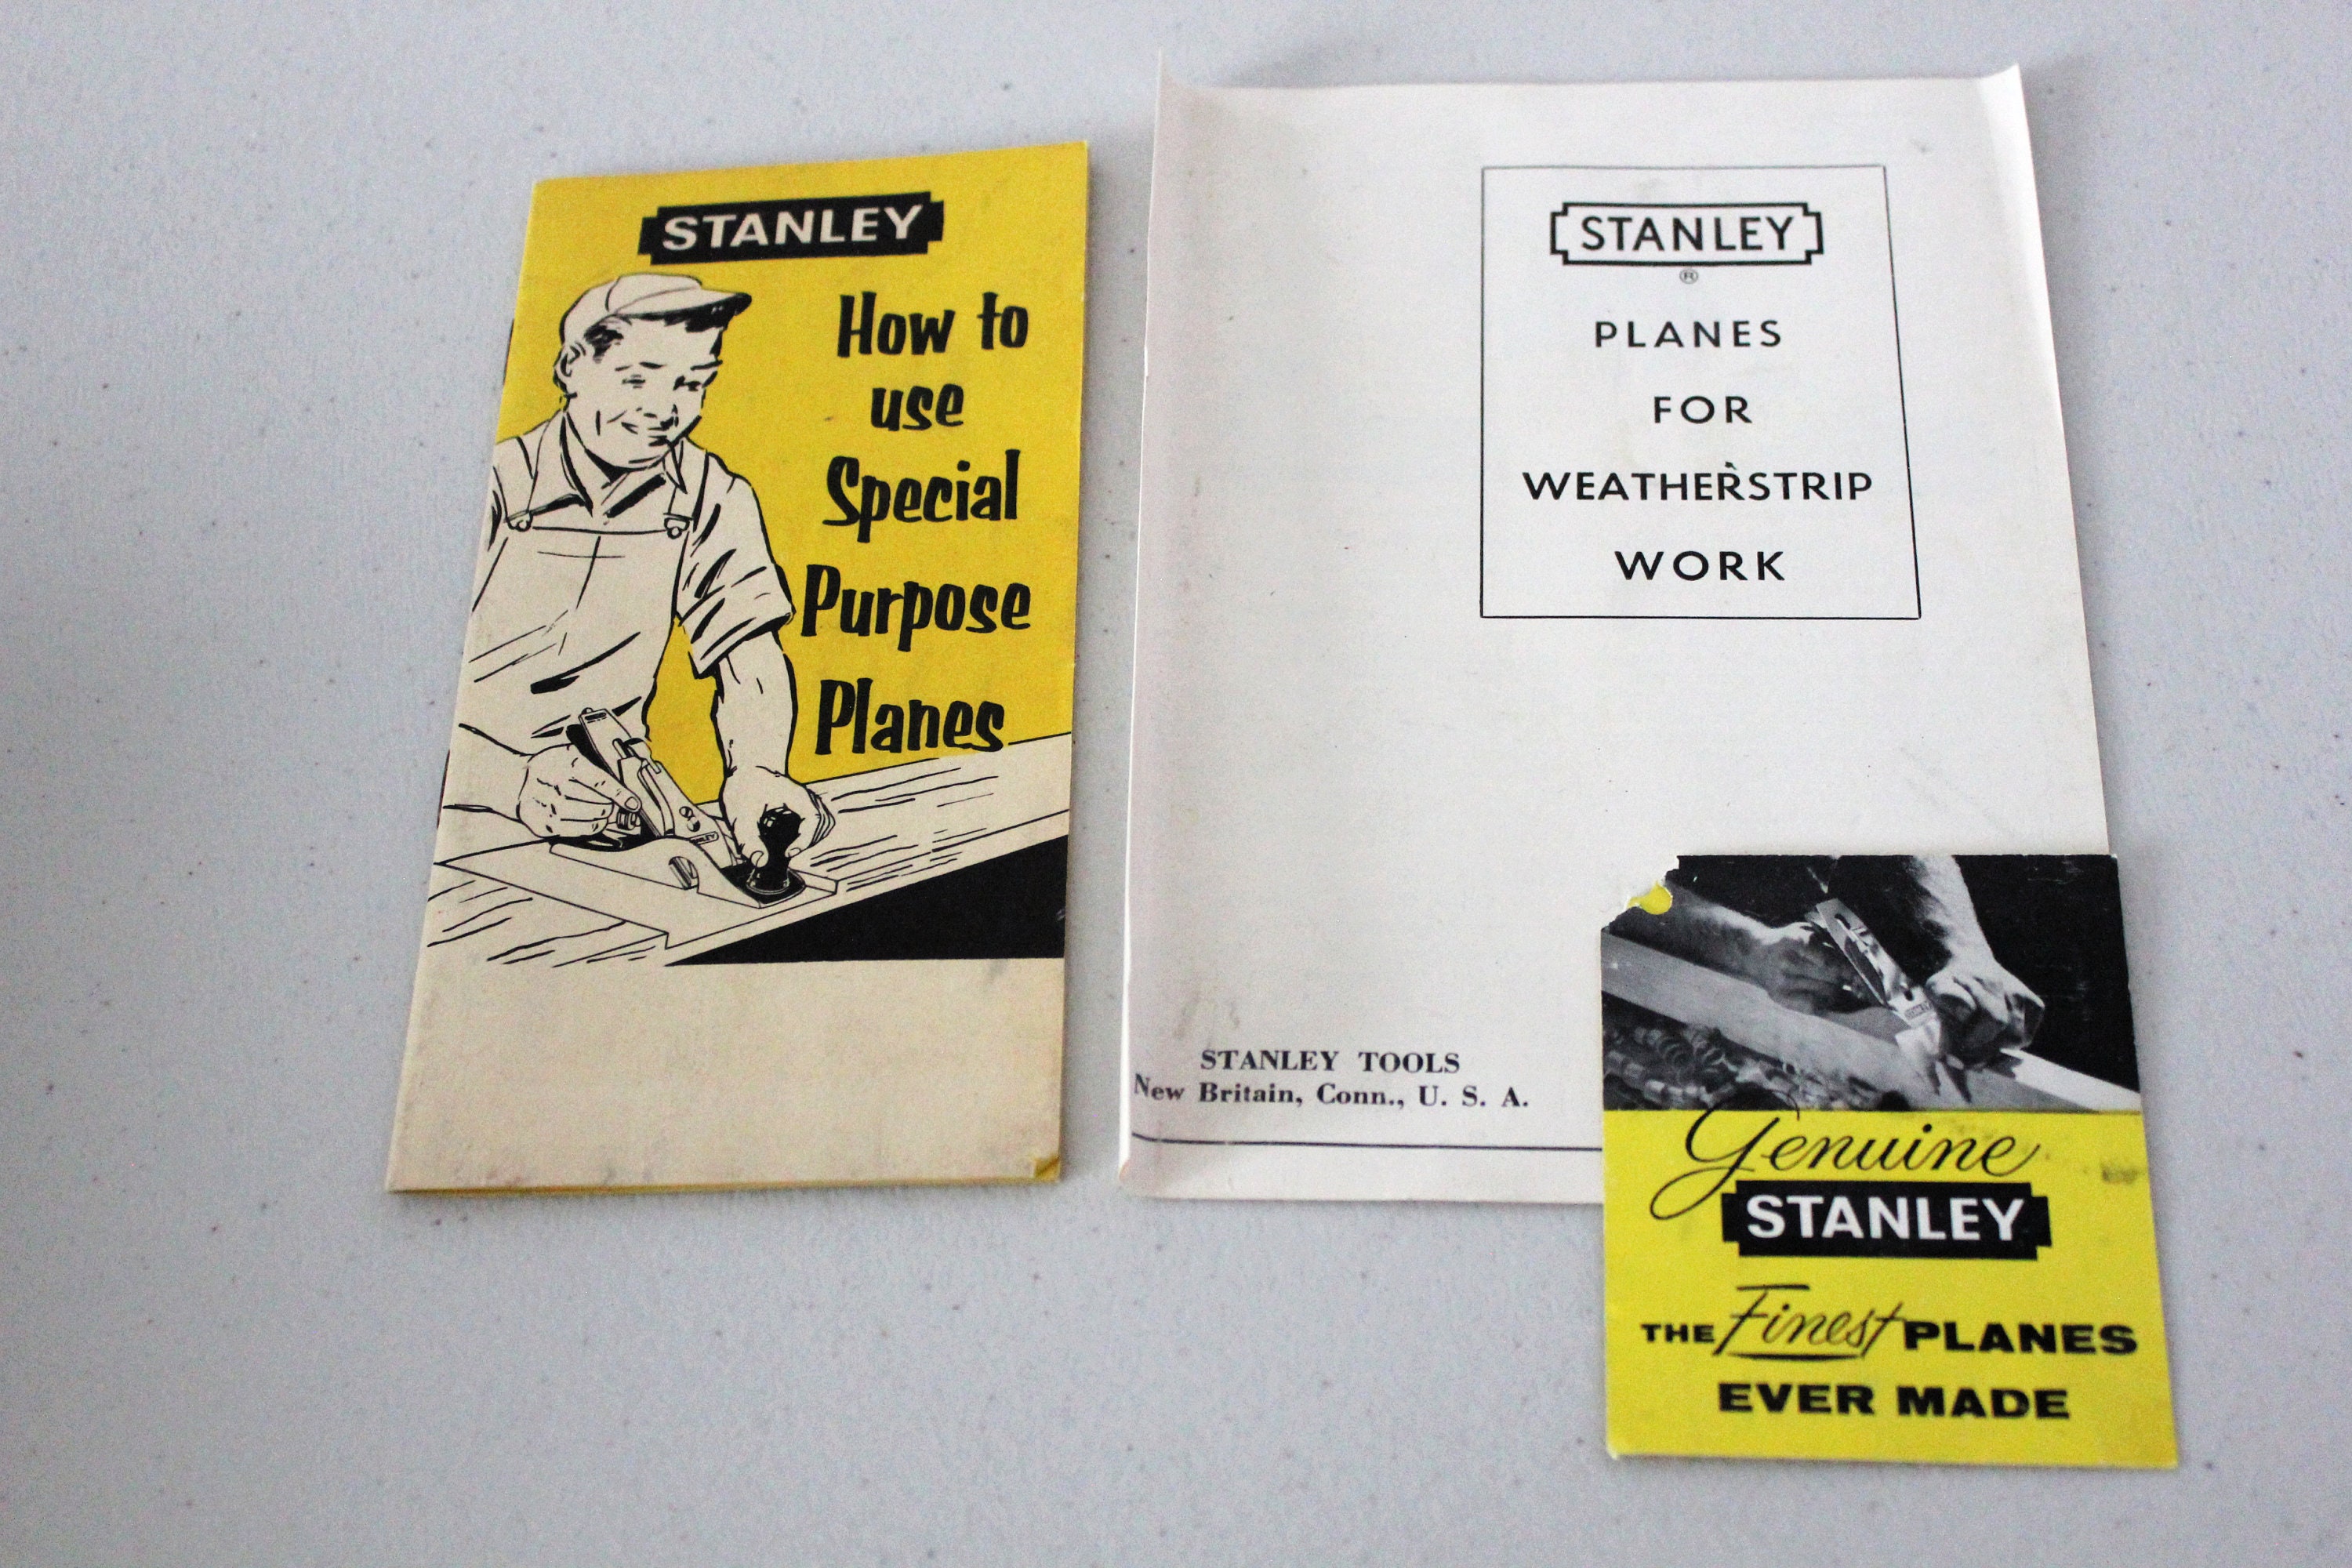 STANLEY
How to
use
Special
Purpose
Planes
STANLEY
®
PLANES
FOR
WEATHERSTRIP
WORK
STANLEY TOOLS
New Britain, Conn., U. S. A.
Genuine
STANLEY
THE Finest PLANES
EVER MADE